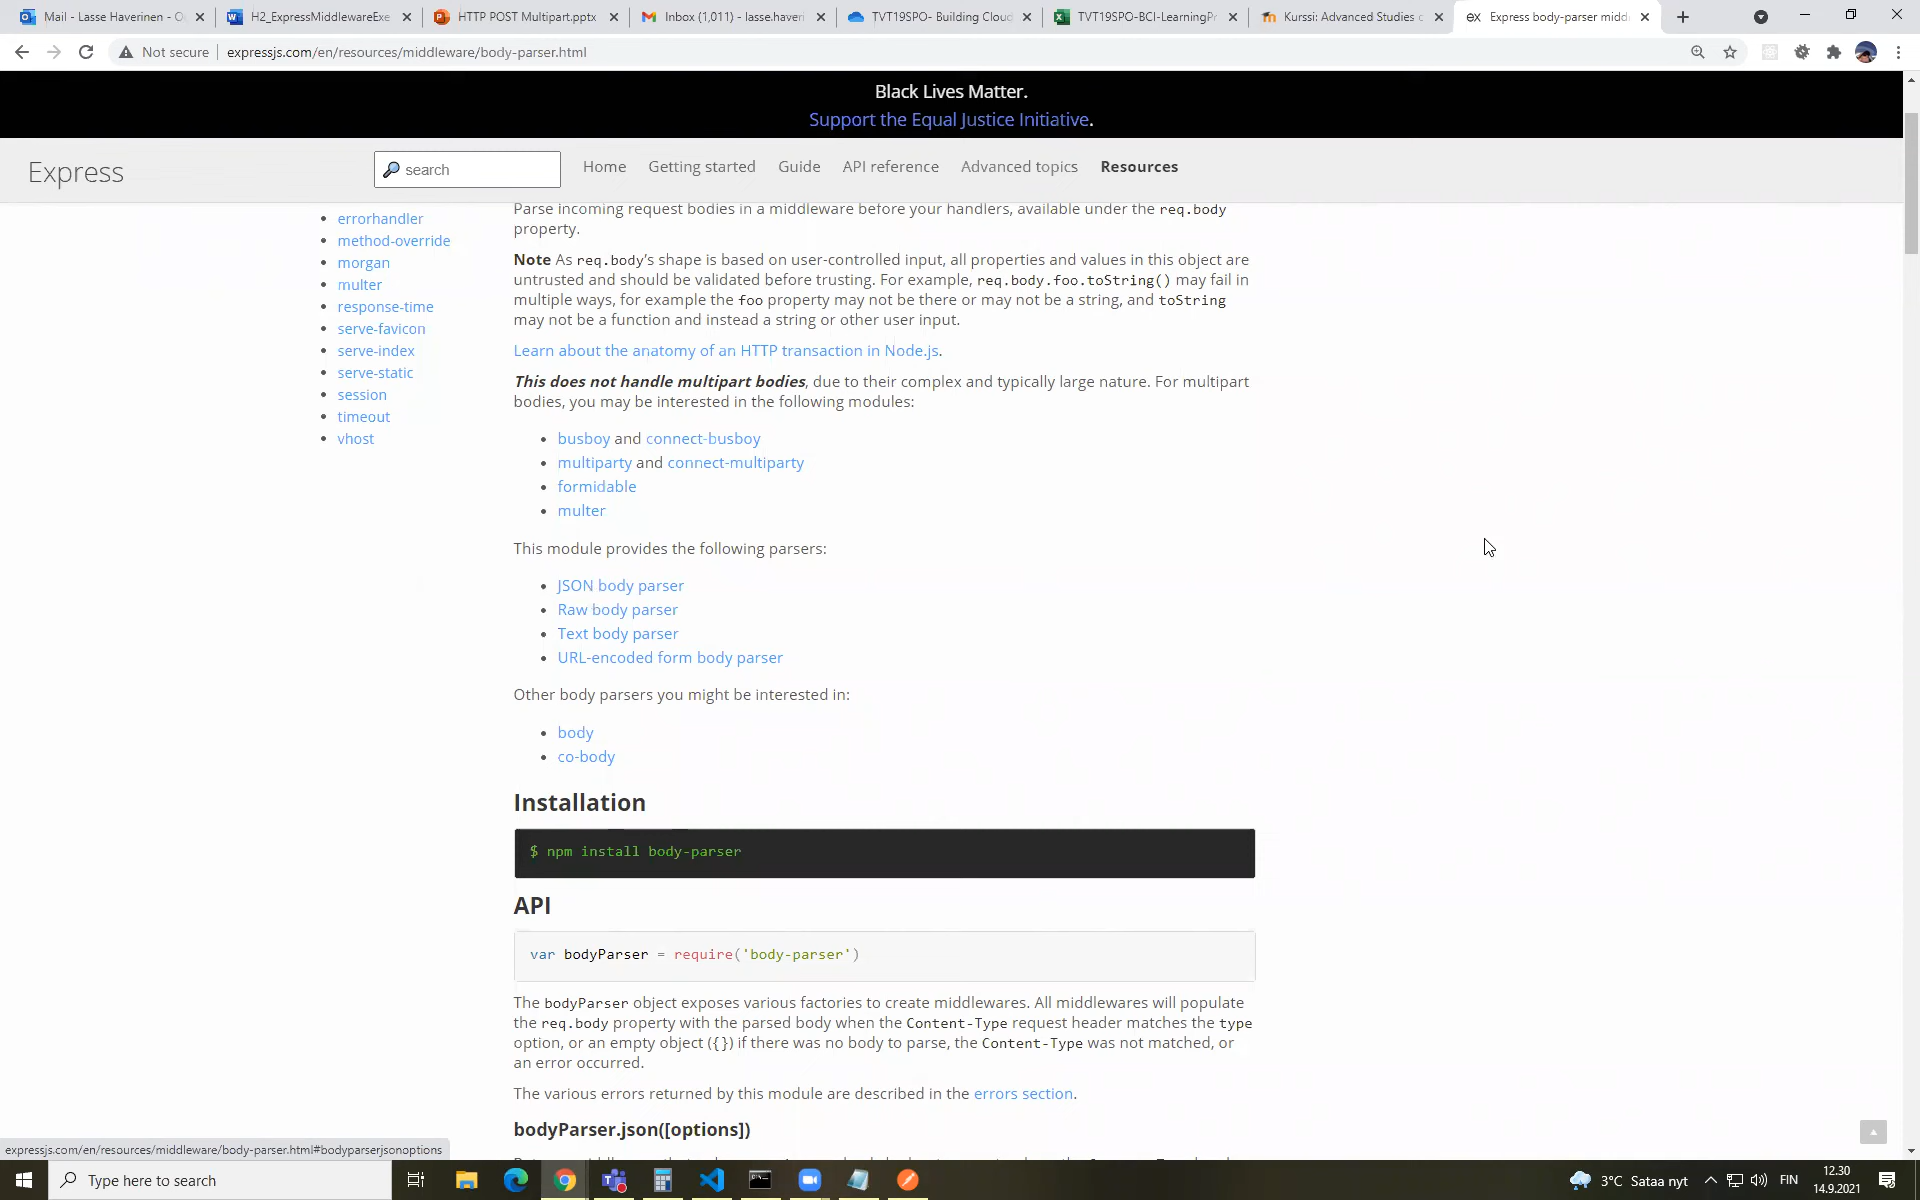 Mail - Lasse Haverinen - O
H2_ExpressMiddlewareExe
HTTP POST Multipart.pptx
Inbox (1,011) - lasse.haveri
TVT19SPO- Building Cloud
TVT19SPO-BCI-LearningPr
Kurssi: Advanced Studies c
Express body-parser midd
Not secure
expressjs.com/en/resources/middleware/body-parser.html
Black Lives Matter.
Support the Equal Justice Initiative.
Express
search
Home
Getting started
Guide
API reference
Advanced topics
Resources
errorhandler
method-override
morgan
multer
response-time
serve-favicon
serve-index
serve-static
session
timeout
vhost
Parse incoming request bodies in a middleware before your handlers, available under the req.body
property.
Note As req.body's shape is based on user-controlled input, all properties and values in this object are
untrusted and should be validated before trusting. For example, req.body.foo.toString() may fail in
multiple ways, for example the foo property may not be there or may not be a string, and toString
may not be a function and instead a string or other user input.
Learn about the anatomy of an HTTP transaction in Node.js.
This does not handle multipart bodies, due to their complex and typically large nature. For multipart
bodies, you may be interested in the following modules:
busboy and connect-busboy
multiparty and connect-multiparty
formidable
multer
This module provides the following parsers:
JSON body parser
Raw body parser
Text body parser
URL-encoded form body parser
Other body parsers you might be interested in:
body
co-body
Installation
$ npm install body-parser
API
var bodyParser = require('body-parser')
The bodyParser object exposes various factories to create middlewares. All middlewares will populate
the req.body property with the parsed body when the Content-Type request header matches the type
option, or an empty object ({}) if there was no body to parse, the Content-Type was not matched, or
an error occurred.
The various errors returned by this module are described in the errors section.
bodyParser.json([options])
expressjs.com/en/resources/middleware/body-parser.html#bodyparserjsonoptions
Type here to search
3°C Sataa nyt
FIN
12.30
14.9.2021